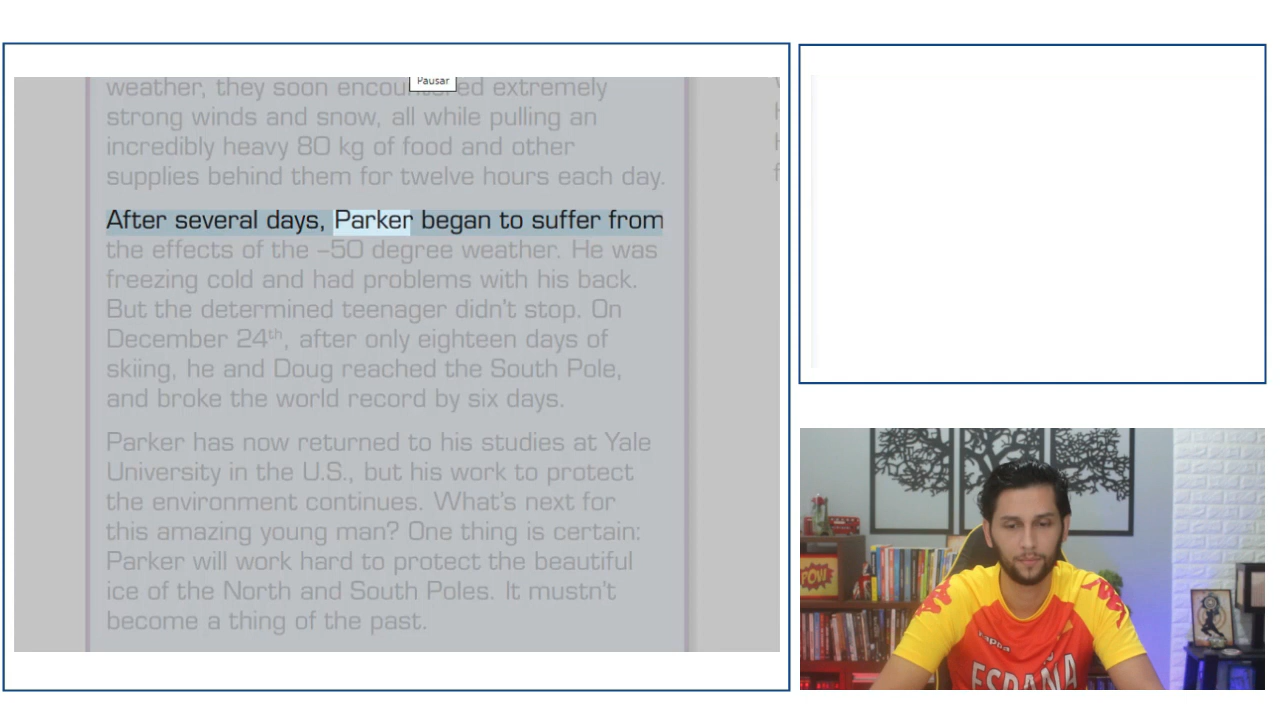 Pausar
weather, they soon encountered extremely
strong winds and snow, all while pulling an
incredibly heavy 80 kg of food and other
supplies behind them for twelve hours each day.
After several days, Parker began to suffer from
the effects of the –50 degree weather. He was
freezing cold and had problems with his back.
But the determined teenager didn't stop. On
December 24th, after only eighteen days of
skiing, he and Doug reached the South Pole,
and broke the world record by six days.
Parker has now returned to his studies at Yale
University in the U.S., but his work to protect
the environment continues. What's next for
this amazing young man? One thing is certain:
Parker will work hard to protect the beautiful
ice of the North and South Poles. It mustn't
become a thing of the past.
POW!
Kappa
ESPAÑA